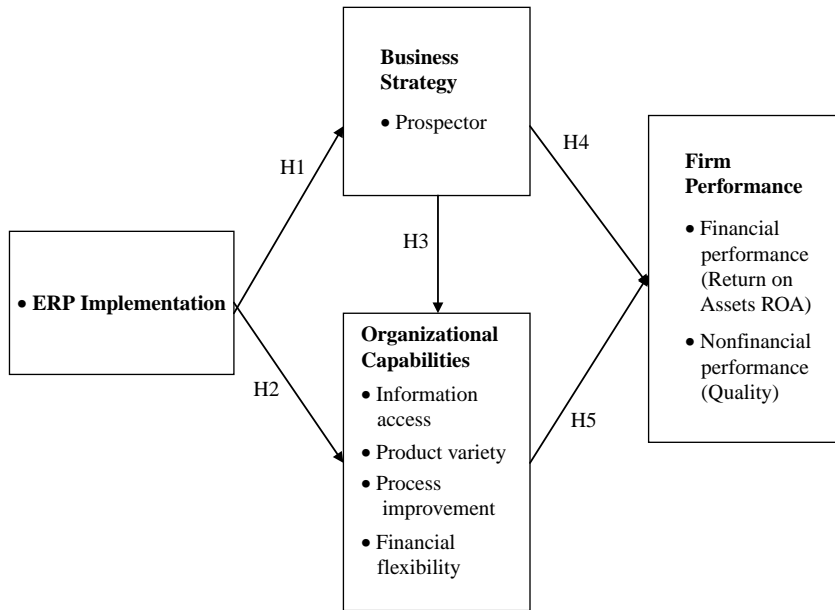 Business
Strategy
• Prospector
H1
H4
Firm
Performance
• Financial
performance
(Return on
Assets ROA)
• Nonfinancial
performance
(Quality)
H3
• ERP Implementation
H2
Organizational
Capabilities
• Information
access
• Product variety
• Process
improvement
• Financial
flexibility
H5